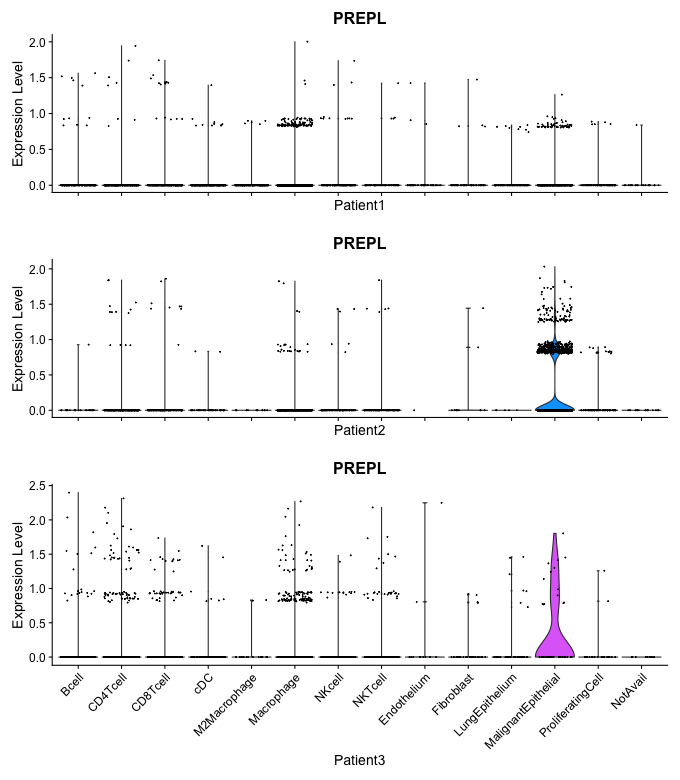 PREPL
Expression Level
2.0
1.5
1.0
0.5
0.0
Patient1
PREPL
Expression Level
2.0
1.5
1.0
0.5
0.0
Patient2
PREPL
Expression Level
2.5
2.0
1.5
1.0
0.5
0.0
Bcell
CD4Tcell
CD8Tcell
cDC
M2Macrophage
Macrophage
NKcell
NKTcell
Endothelium
Fibroblast
LungEpithelium
MalignantEpithelial
ProliferatingCell
NotAvail
Patient3